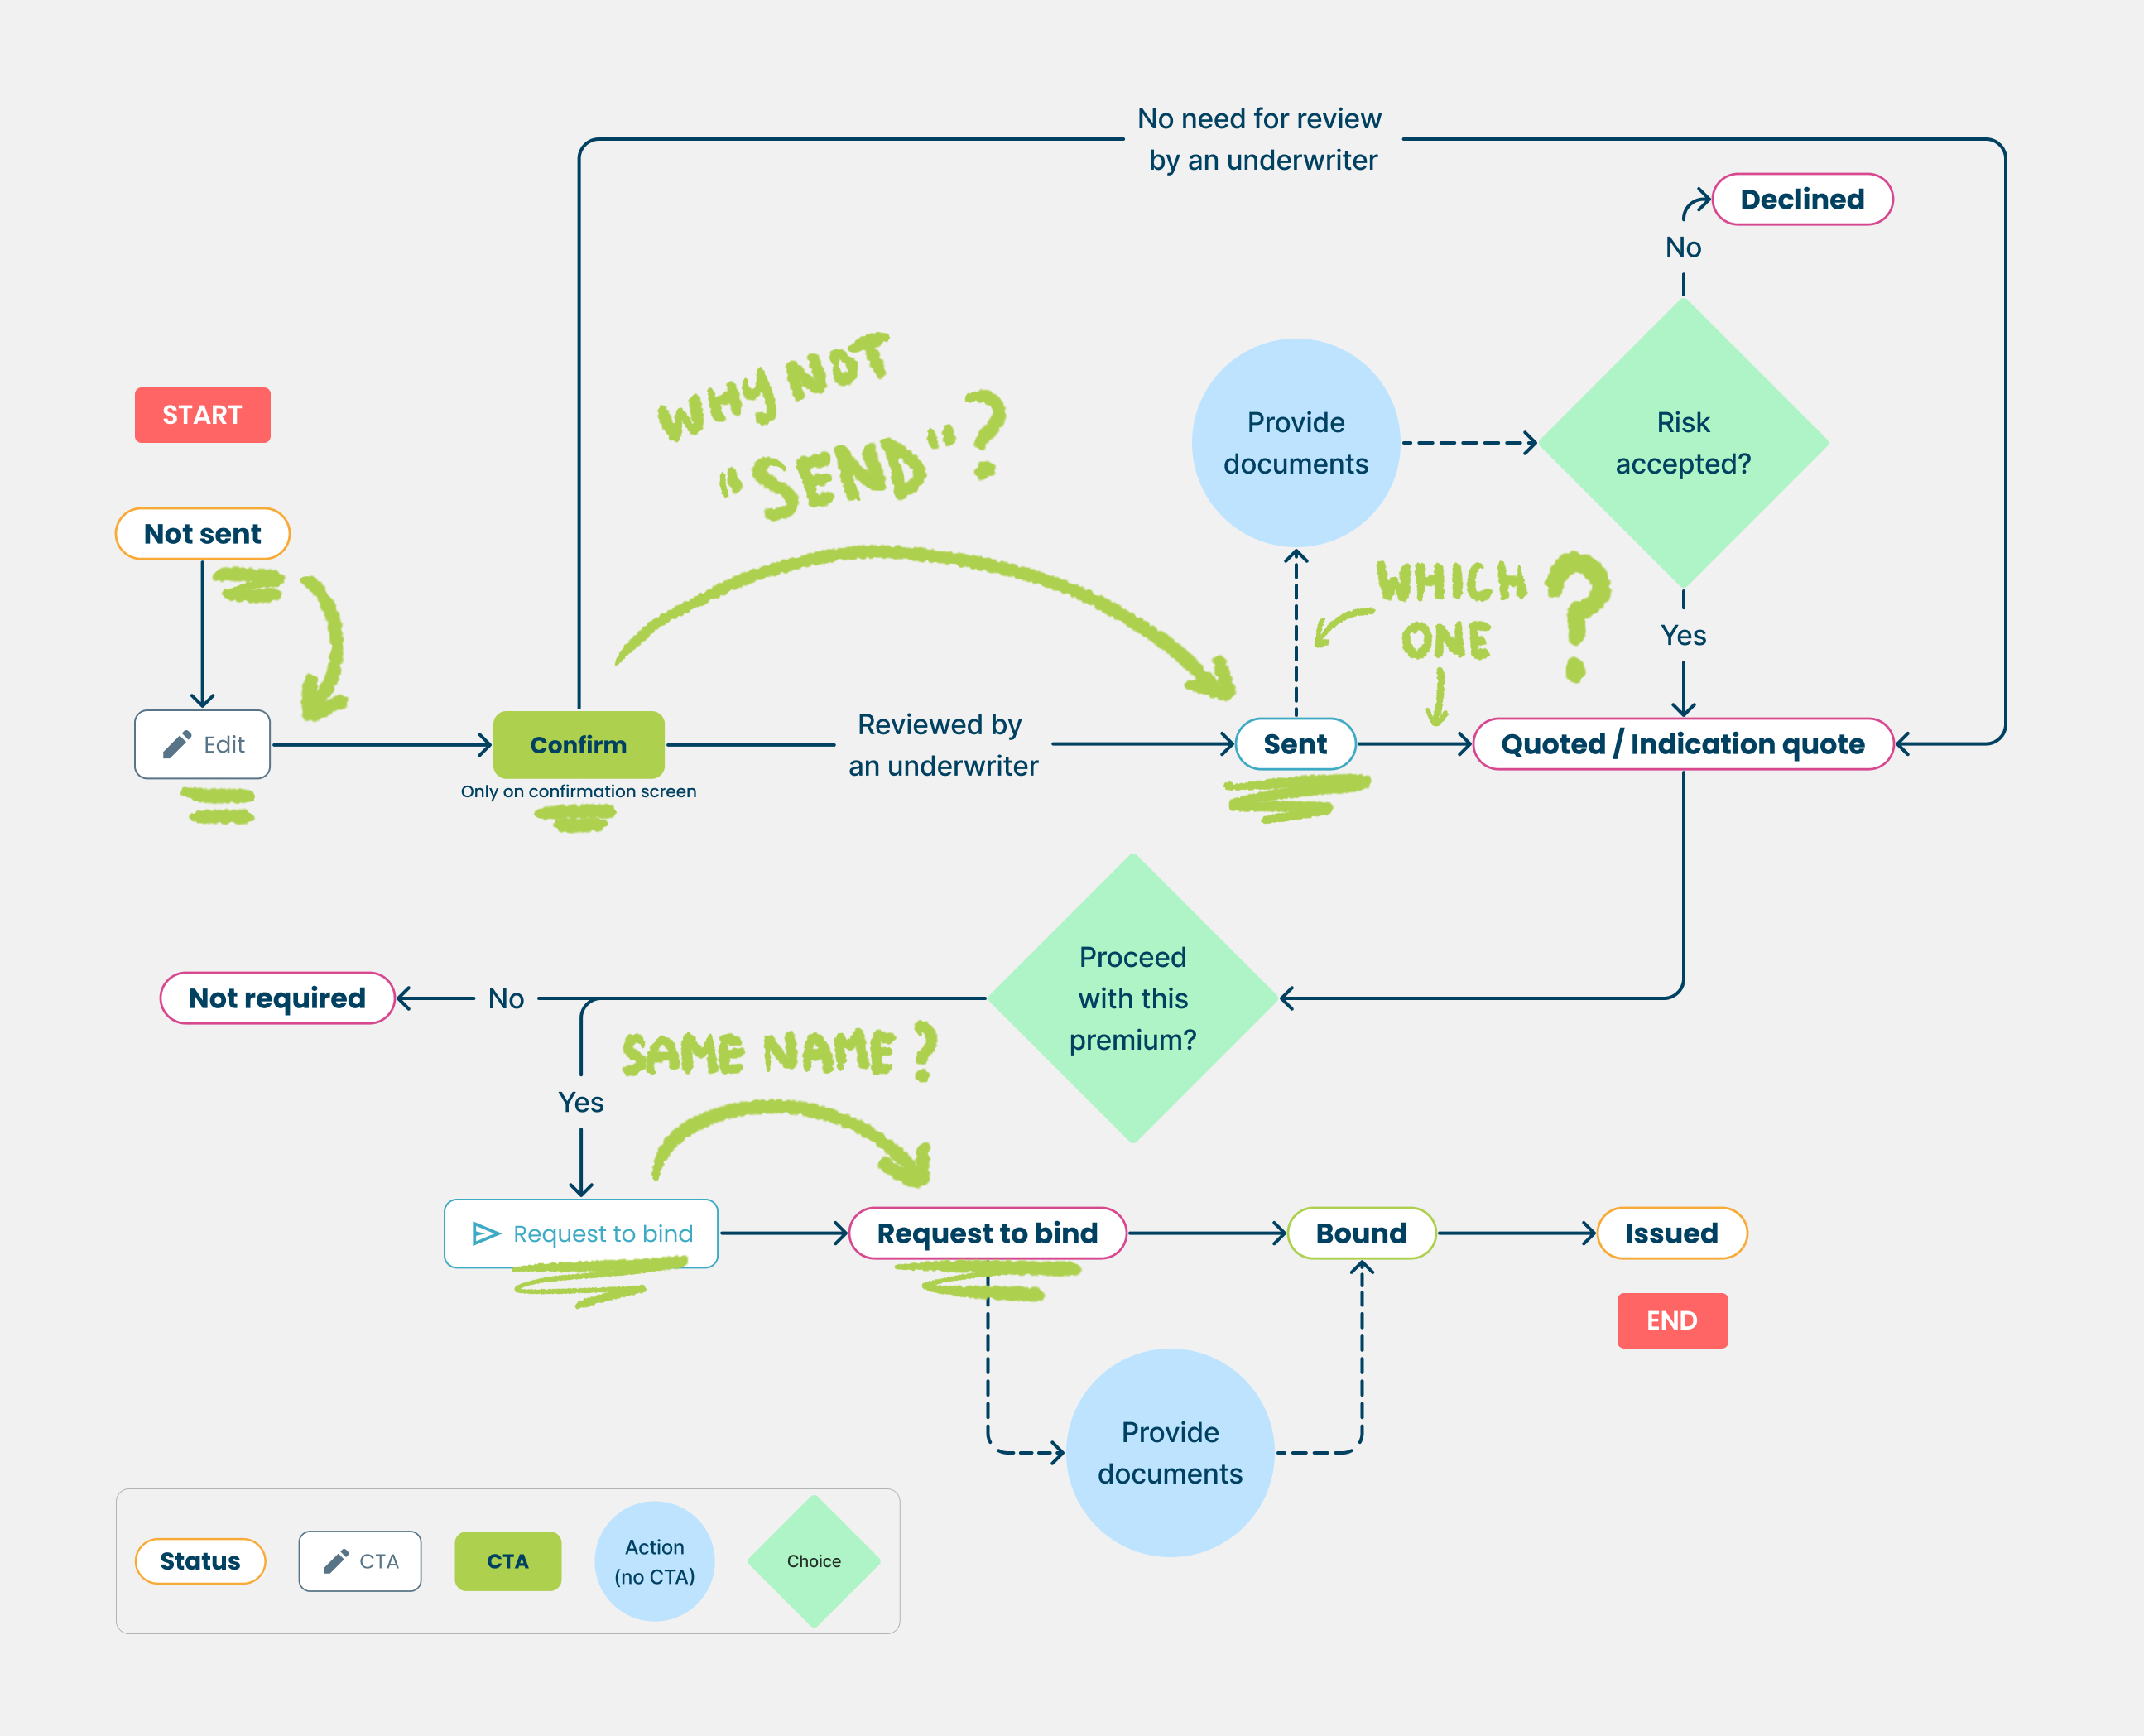 No need for review
by an underwriter
Declined
No
WHY NOT
"SEND"?
START
Provide
documents
Risk
accepted?
Not sent
WHICH
ONE ?
Yes
Edit
Confirm
Only on confirmation screen
Reviewed by
an underwriter
Sent
Quoted / Indication quote
Proceed
with this
premium?
Not required
No
SAME NAME?
Yes
Request to bind
Request to bind
Bound
Issued
END
Provide
documents
Status
CTA
CTA
Action
(no CTA)
Choice